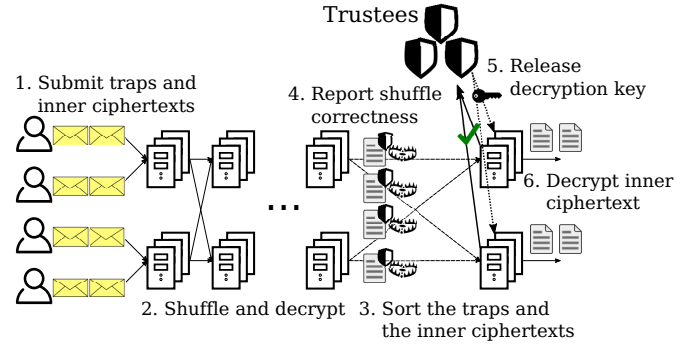 Trustees
1. Submit traps and
inner ciphertexts
4. Report shuffle
correctness
5. Release
decryption key
...
6. Decrypt inner
ciphertext
2. Shuffle and decrypt
3. Sort the traps and
the inner ciphertexts